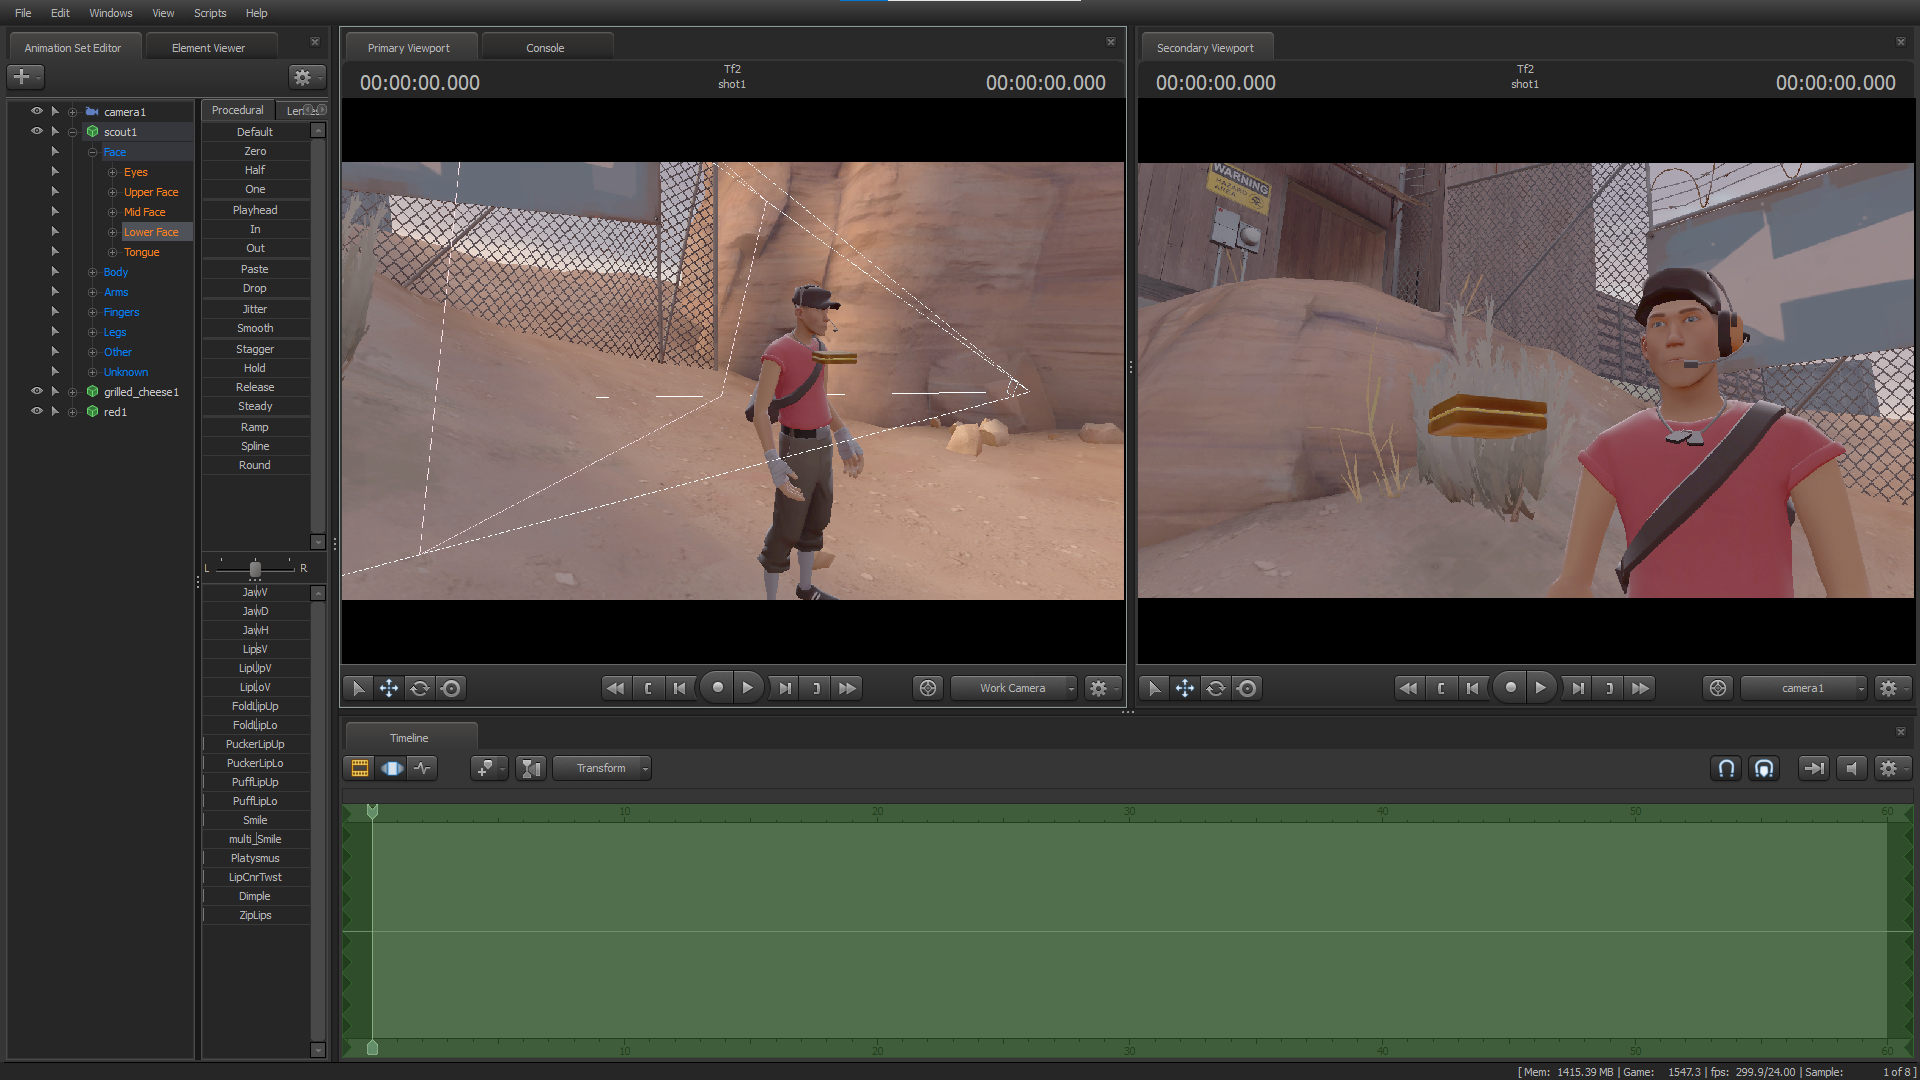 File Edit Windows View Scripts Help
Animation Set Editor Element Viewer
camera1
scout1
Face
Eyes
Upper Face
Mid Face
Lower Face
Tongue
Body
Arms
Fingers
Legs
Other
Unknown
grilled_cheese1
red1
Procedural
Default
Zero
Half
One
Playhead
In
Out
Paste
Drop
Jitter
Smooth
Stagger
Hold
Release
Steady
Ramp
Spline
Round
L R
JawV
JawD
JawH
LipsV
LipUpV
LipLoV
FoldLipUp
FoldLipLo
PuckerLipUp
PuckerLipLo
PuffLipUp
PuffLipLo
Smile
multi_Smile
Platysmus
LipCnrTwst
Dimple
ZipLips
Primary Viewport Console
00:00:00.000 Tf2 00:00:00.000
shot1
Work Camera
Secondary Viewport
00:00:00.000 Tf2 00:00:00.000
shot1
WARNING
HAZARDOUS
AREA
camera1
Timeline
Transform
10 20 30 40 50 60
10 20 30 40 50 60
[ Mem: 1415.39 MB | Game: 1547.3 | fps: 299.9/24.00 | Sample: 1 of 8 ]